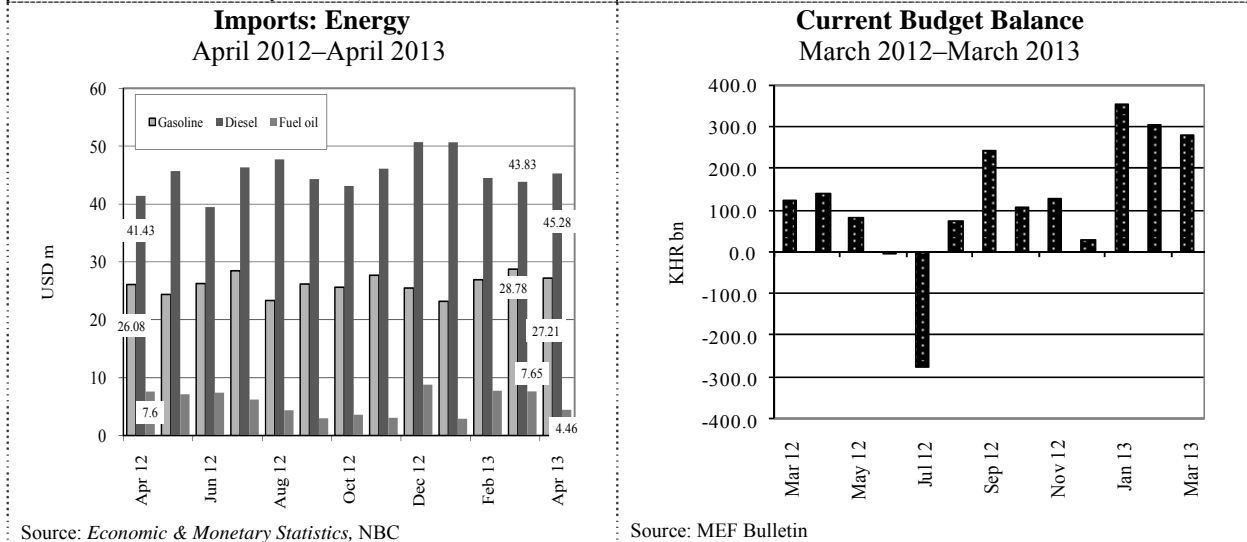 Imports: Energy
April 2012–April 2013
60
50
40
30
20
10
0
USD m
Gasoline Diesel Fuel oil
41.43
26.08
7.6
43.83
28.78
7.65
45.28
27.21
4.46
Apr 12
Jun 12
Aug 12
Oct 12
Dec 12
Feb 13
Apr 13
Source: Economic & Monetary Statistics, NBC
Current Budget Balance
March 2012–March 2013
400.0
300.0
200.0
100.0
0.0
-100.0
-200.0
-300.0
-400.0
KHR bn
Mar 12
May 12
Jul 12
Sep 12
Nov 12
Jan 13
Mar 13
Source: MEF Bulletin